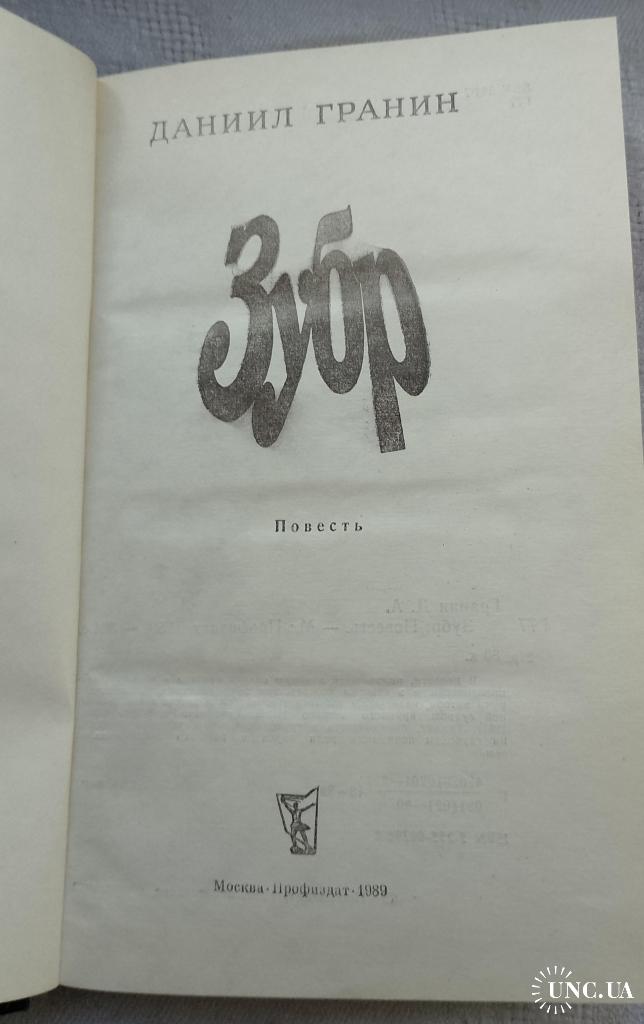 ДАНИИЛ ГРАНИН
Зубр
Повесть
Москва·Профиздат·1989
UNC.UA